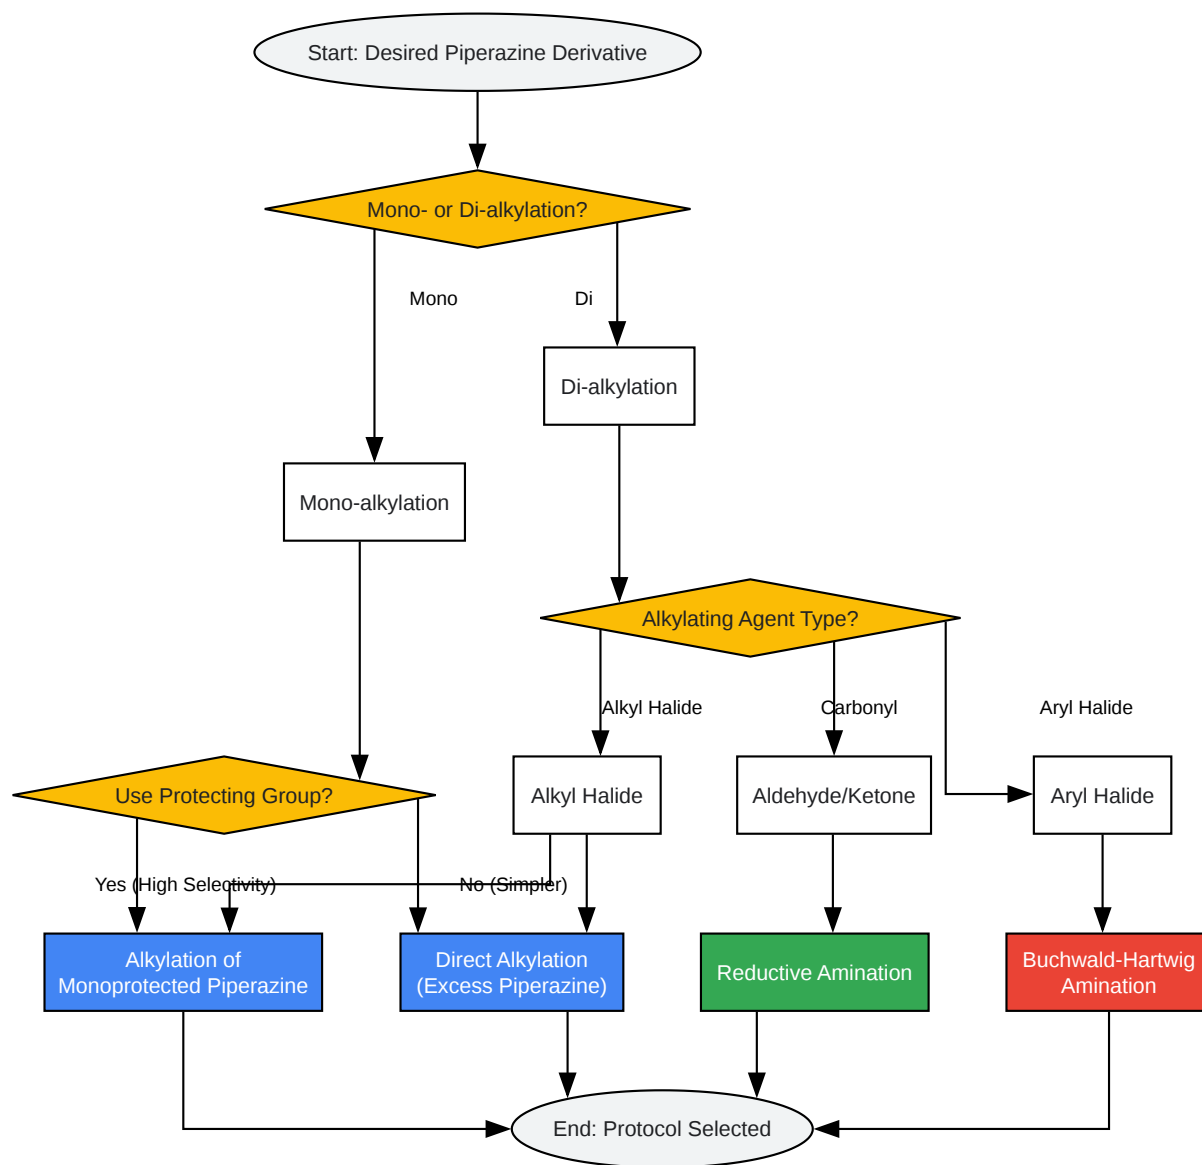 Start: Desired Piperazine Derivative
Mono- or Di-alkylation?
Mono
Di
Di-alkylation
Mono-alkylation
Alkylating Agent Type?
Alkyl Halide
Carbonyl
Aryl Halide
Use Protecting Group?
Alkyl Halide
Aldehyde/Ketone
Aryl Halide
Yes (High Selectivity)
No (Simpler)
Alkylation of
Monoprotected Piperazine
Direct Alkylation
(Excess Piperazine)
Reductive Amination
Buchwald-Hartwig
Amination
End: Protocol Selected